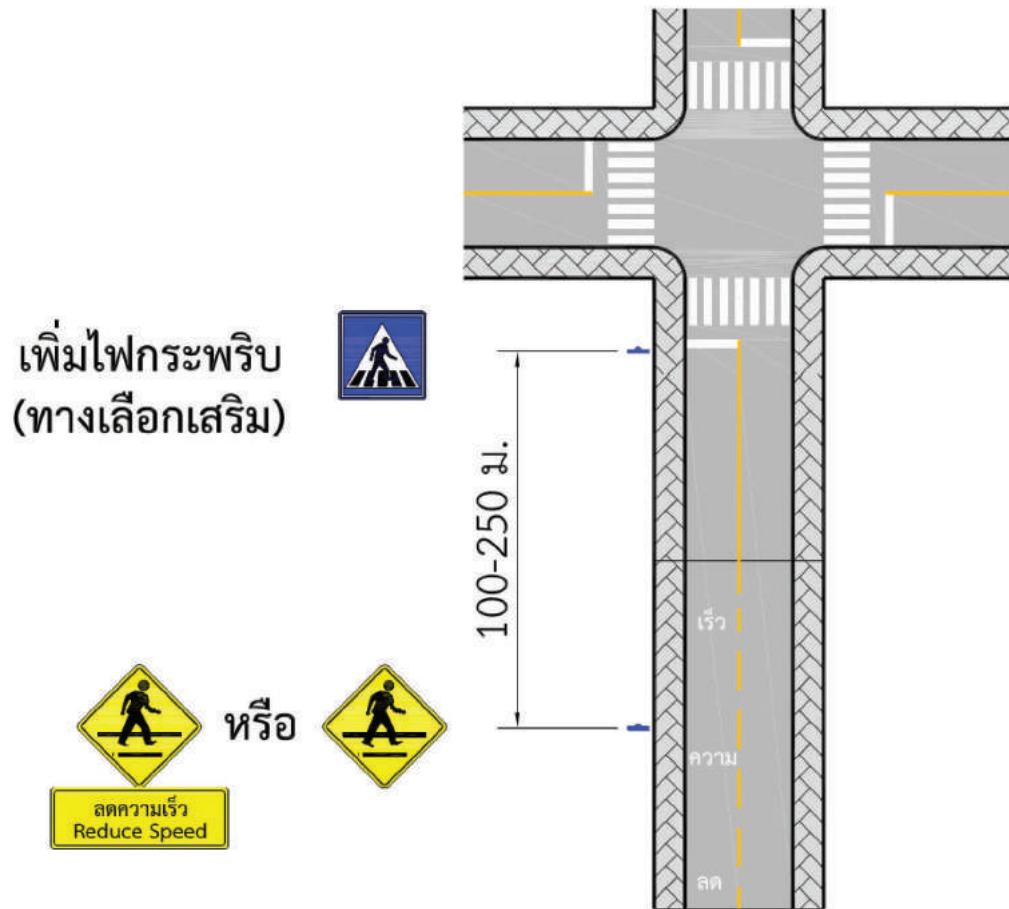 เพิ่มไฟกระพริบ
(ทางเลือกเสริม)
100-250 ม.
เร็ว
ความ
ลด
หรือ
ลดความเร็ว
Reduce Speed